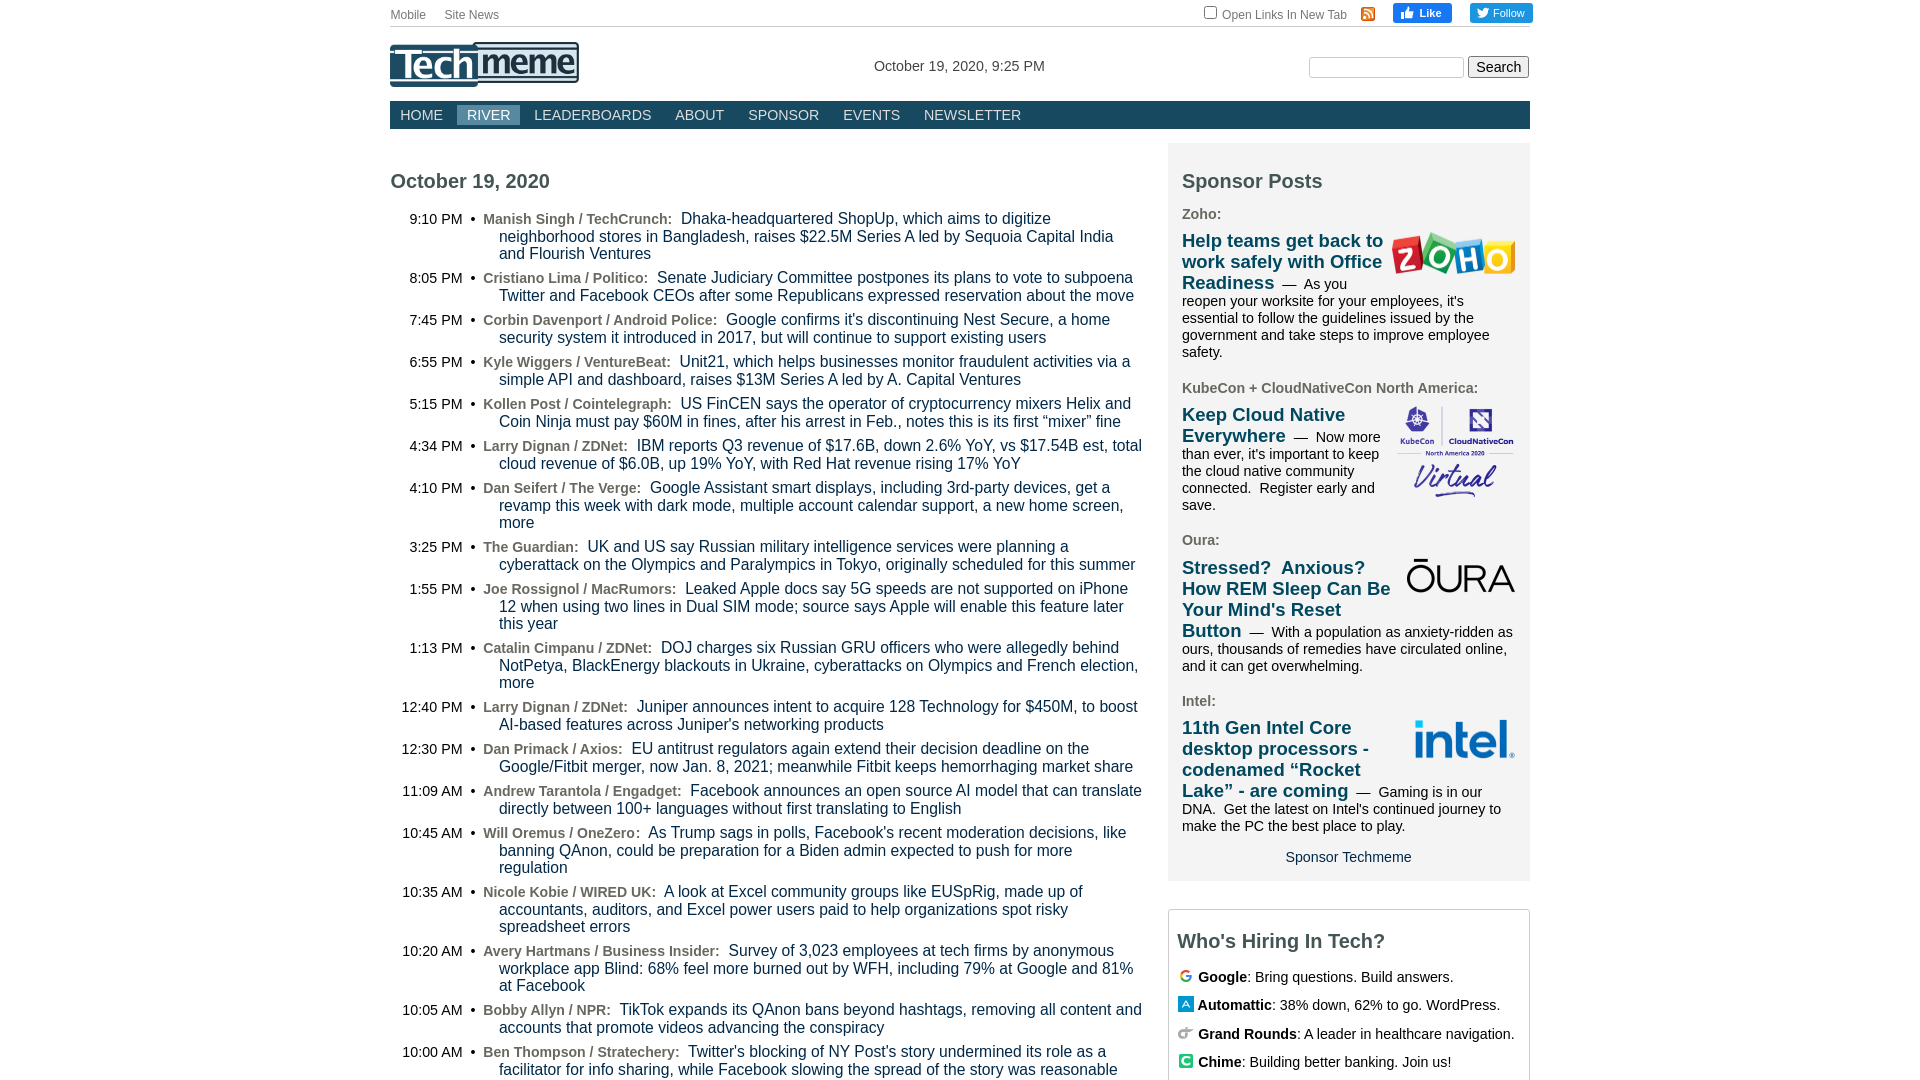 Mobile Site News Open Links In New Tab Like Follow
Techmeme
October 19, 2020, 9:25 PM
Search
HOME RIVER LEADERBOARDS ABOUT SPONSOR EVENTS NEWSLETTER
October 19, 2020
9:10 PM • Manish Singh / TechCrunch: Dhaka-headquartered ShopUp, which aims to digitize
neighborhood stores in Bangladesh, raises $22.5M Series A led by Sequoia Capital India
and Flourish Ventures
8:05 PM • Cristiano Lima / Politico: Senate Judiciary Committee postpones its plans to vote to subpoena
Twitter and Facebook CEOs after some Republicans expressed reservation about the move
7:45 PM • Corbin Davenport / Android Police: Google confirms it's discontinuing Nest Secure, a home
security system it introduced in 2017, but will continue to support existing users
6:55 PM • Kyle Wiggers / VentureBeat: Unit21, which helps businesses monitor fraudulent activities via a
simple API and dashboard, raises $13M Series A led by A. Capital Ventures
5:15 PM • Kollen Post / Cointelegraph: US FinCEN says the operator of cryptocurrency mixers Helix and
Coin Ninja must pay $60M in fines, after his arrest in Feb., notes this is its first “mixer” fine
4:34 PM • Larry Dignan / ZDNet: IBM reports Q3 revenue of $17.6B, down 2.6% YoY, vs $17.54B est, total
cloud revenue of $6.0B, up 19% YoY, with Red Hat revenue rising 17% YoY
4:10 PM • Dan Seifert / The Verge: Google Assistant smart displays, including 3rd-party devices, get a
revamp this week with dark mode, multiple account calendar support, a new home screen,
more
3:25 PM • The Guardian: UK and US say Russian military intelligence services were planning a
cyberattack on the Olympics and Paralympics in Tokyo, originally scheduled for this summer
1:55 PM • Joe Rossignol / MacRumors: Leaked Apple docs say 5G speeds are not supported on iPhone
12 when using two lines in Dual SIM mode; source says Apple will enable this feature later
this year
1:13 PM • Catalin Cimpanu / ZDNet: DOJ charges six Russian GRU officers who were allegedly behind
NotPetya, BlackEnergy blackouts in Ukraine, cyberattacks on Olympics and French election,
more
12:40 PM • Larry Dignan / ZDNet: Juniper announces intent to acquire 128 Technology for $450M, to boost
AI-based features across Juniper's networking products
12:30 PM • Dan Primack / Axios: EU antitrust regulators again extend their decision deadline on the
Google/Fitbit merger, now Jan. 8, 2021; meanwhile Fitbit keeps hemorrhaging market share
11:09 AM • Andrew Tarantola / Engadget: Facebook announces an open source AI model that can translate
directly between 100+ languages without first translating to English
10:45 AM • Will Oremus / OneZero: As Trump sags in polls, Facebook's recent moderation decisions, like
banning QAnon, could be preparation for a Biden admin expected to push for more
regulation
10:35 AM • Nicole Kobie / WIRED UK: A look at Excel community groups like EUSpRig, made up of
accountants, auditors, and Excel power users paid to help organizations spot risky
spreadsheet errors
10:20 AM • Avery Hartmans / Business Insider: Survey of 3,023 employees at tech firms by anonymous
workplace app Blind: 68% feel more burned out by WFH, including 79% at Google and 81%
at Facebook
10:05 AM • Bobby Allyn / NPR: TikTok expands its QAnon bans beyond hashtags, removing all content and
accounts that promote videos advancing the conspiracy
10:00 AM • Ben Thompson / Stratechery: Twitter's blocking of NY Post's story undermined its role as a
facilitator for info sharing, while Facebook slowing the spread of the story was reasonable
Sponsor Posts
Zoho:
Help teams get back to
work safely with Office
Readiness — As you
reopen your worksite for your employees, it's
essential to follow the guidelines issued by the
government and take steps to improve employee
safety.
ZOHO
KubeCon + CloudNativeCon North America:
Keep Cloud Native
Everywhere — Now more
than ever, it's important to keep
the cloud native community
connected. Register early and
save.
KubeCon CloudNativeCon
North America 2020
Virtual
Oura:
Stressed? Anxious?
How REM Sleep Can Be
Your Mind's Reset
Button — With a population as anxiety-ridden as
ours, thousands of remedies have circulated online,
and it can get overwhelming.
ŌURA
Intel:
11th Gen Intel Core
desktop processors -
codenamed “Rocket
Lake” - are coming — Gaming is in our
DNA. Get the latest on Intel's continued journey to
make the PC the best place to play.
intel®
Sponsor Techmeme
Who's Hiring In Tech?
Google: Bring questions. Build answers.
Automattic: 38% down, 62% to go. WordPress.
Grand Rounds: A leader in healthcare navigation.
Chime: Building better banking. Join us!